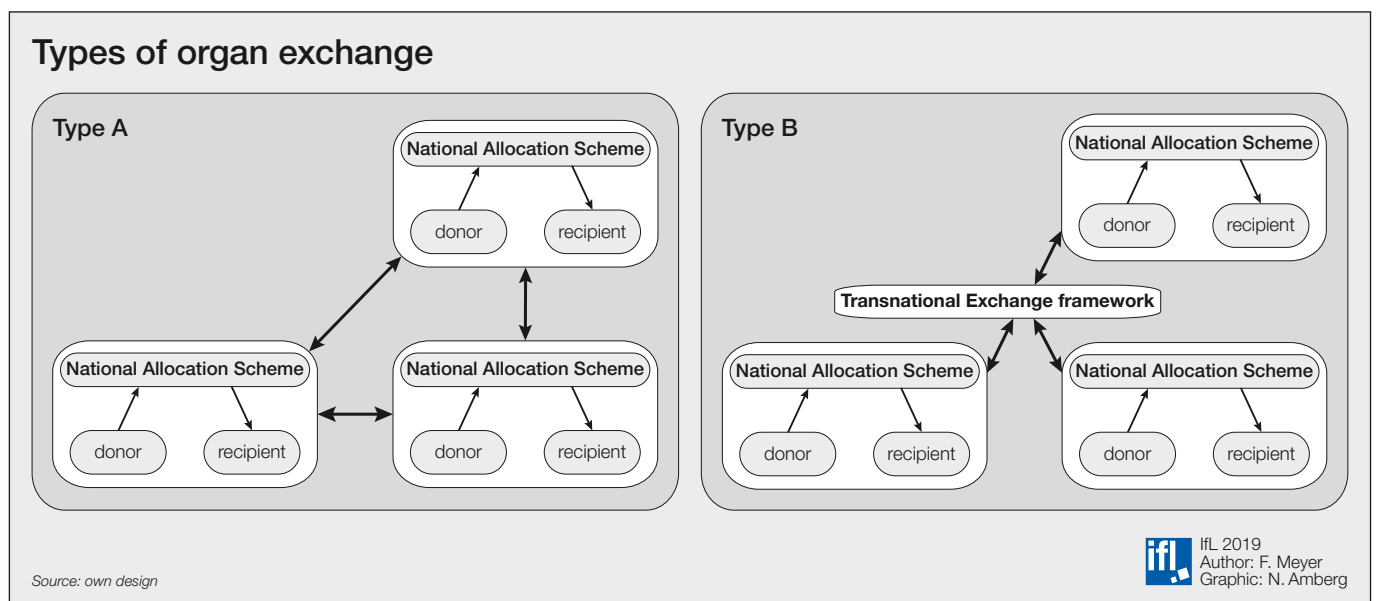 Types of organ exchange
Type A
National Allocation Scheme
donor
recipient
National Allocation Scheme
donor
recipient
National Allocation Scheme
donor
recipient
Type B
National Allocation Scheme
donor
recipient
Transnational Exchange framework
National Allocation Scheme
donor
recipient
National Allocation Scheme
donor
recipient
Source: own design
ifl
IfL 2019
Author: F. Meyer
Graphic: N. Amberg